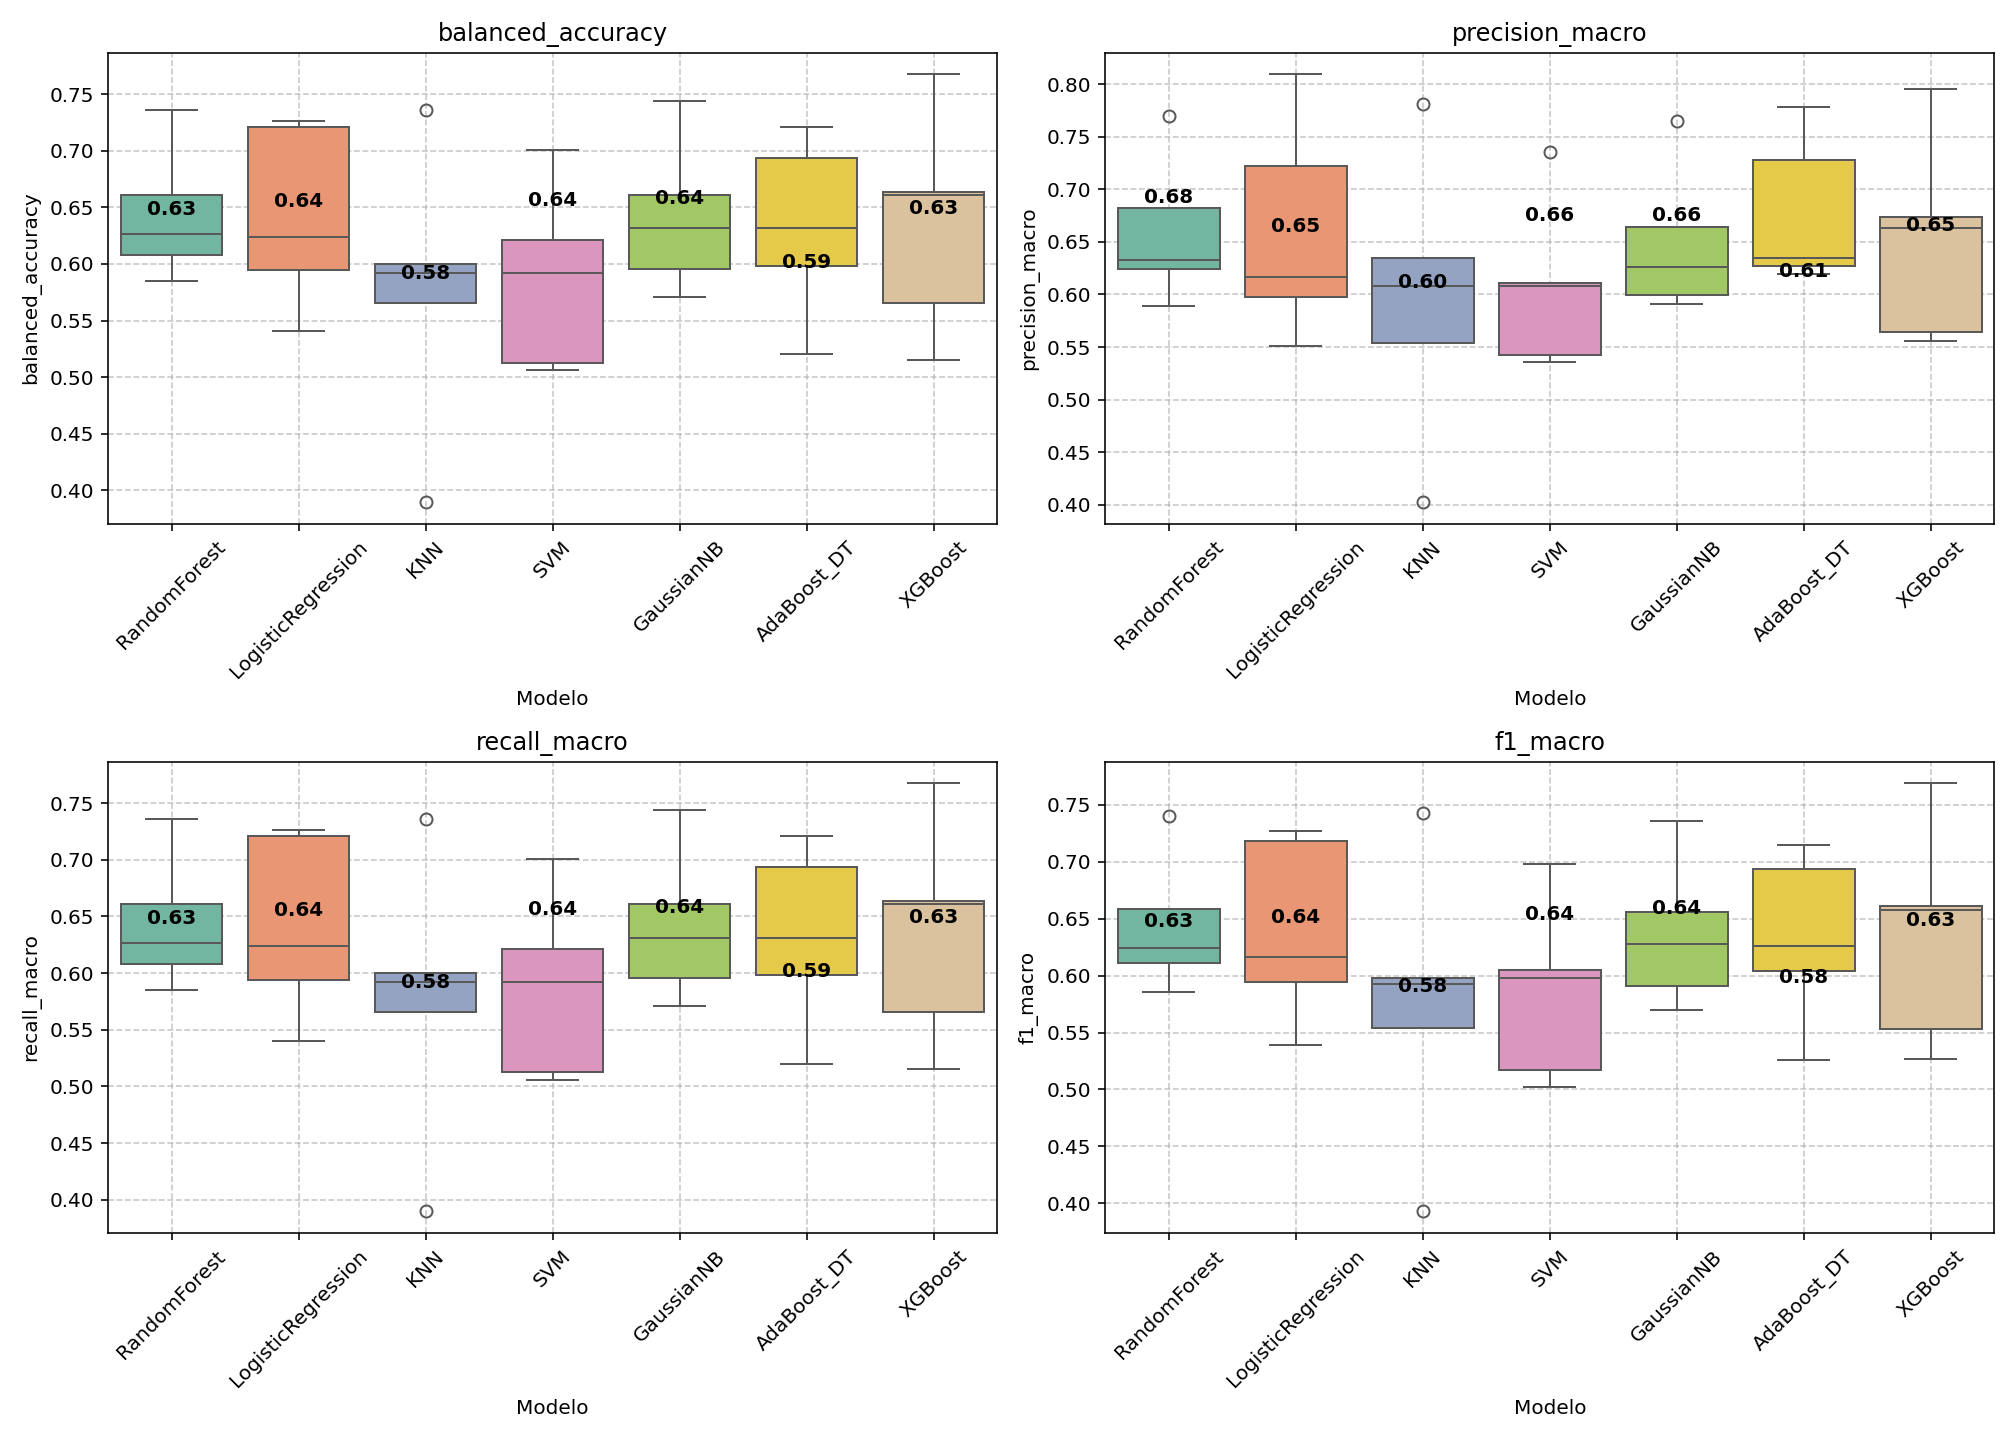 balanced_accuracy
balanced_accuracy
0.75
0.70
0.65
0.60
0.55
0.50
0.45
0.40
0.63
0.64
0.58
0.64
0.64
0.59
0.63
RandomForest
LogisticRegression
KNN
SVM
GaussianNB
AdaBoost_DT
XGBoost
Modelo
precision_macro
precision_macro
0.80
0.75
0.70
0.65
0.60
0.55
0.50
0.45
0.40
0.68
0.65
0.60
0.66
0.66
0.61
0.65
RandomForest
LogisticRegression
KNN
SVM
GaussianNB
AdaBoost_DT
XGBoost
Modelo
recall_macro
recall_macro
0.75
0.70
0.65
0.60
0.55
0.50
0.45
0.40
0.63
0.64
0.58
0.64
0.64
0.59
0.63
RandomForest
LogisticRegression
KNN
SVM
GaussianNB
AdaBoost_DT
XGBoost
Modelo
f1_macro
f1_macro
0.75
0.70
0.65
0.60
0.55
0.50
0.45
0.40
0.63
0.64
0.58
0.64
0.64
0.58
0.63
RandomForest
LogisticRegression
KNN
SVM
GaussianNB
AdaBoost_DT
XGBoost
Modelo